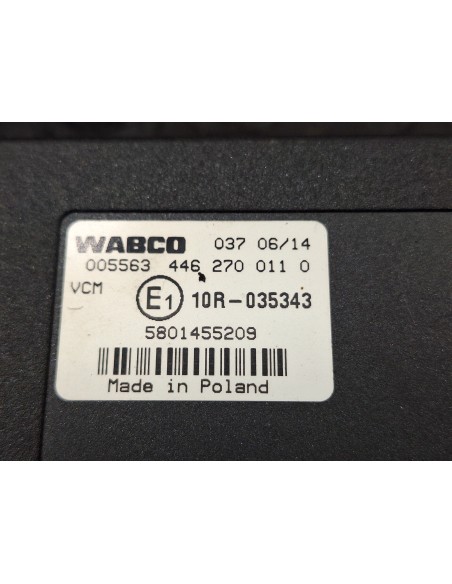 WABCO 037 06/14
005563 446 270 011 0
VCM E1 10R-035343
5801455209
Made in Poland